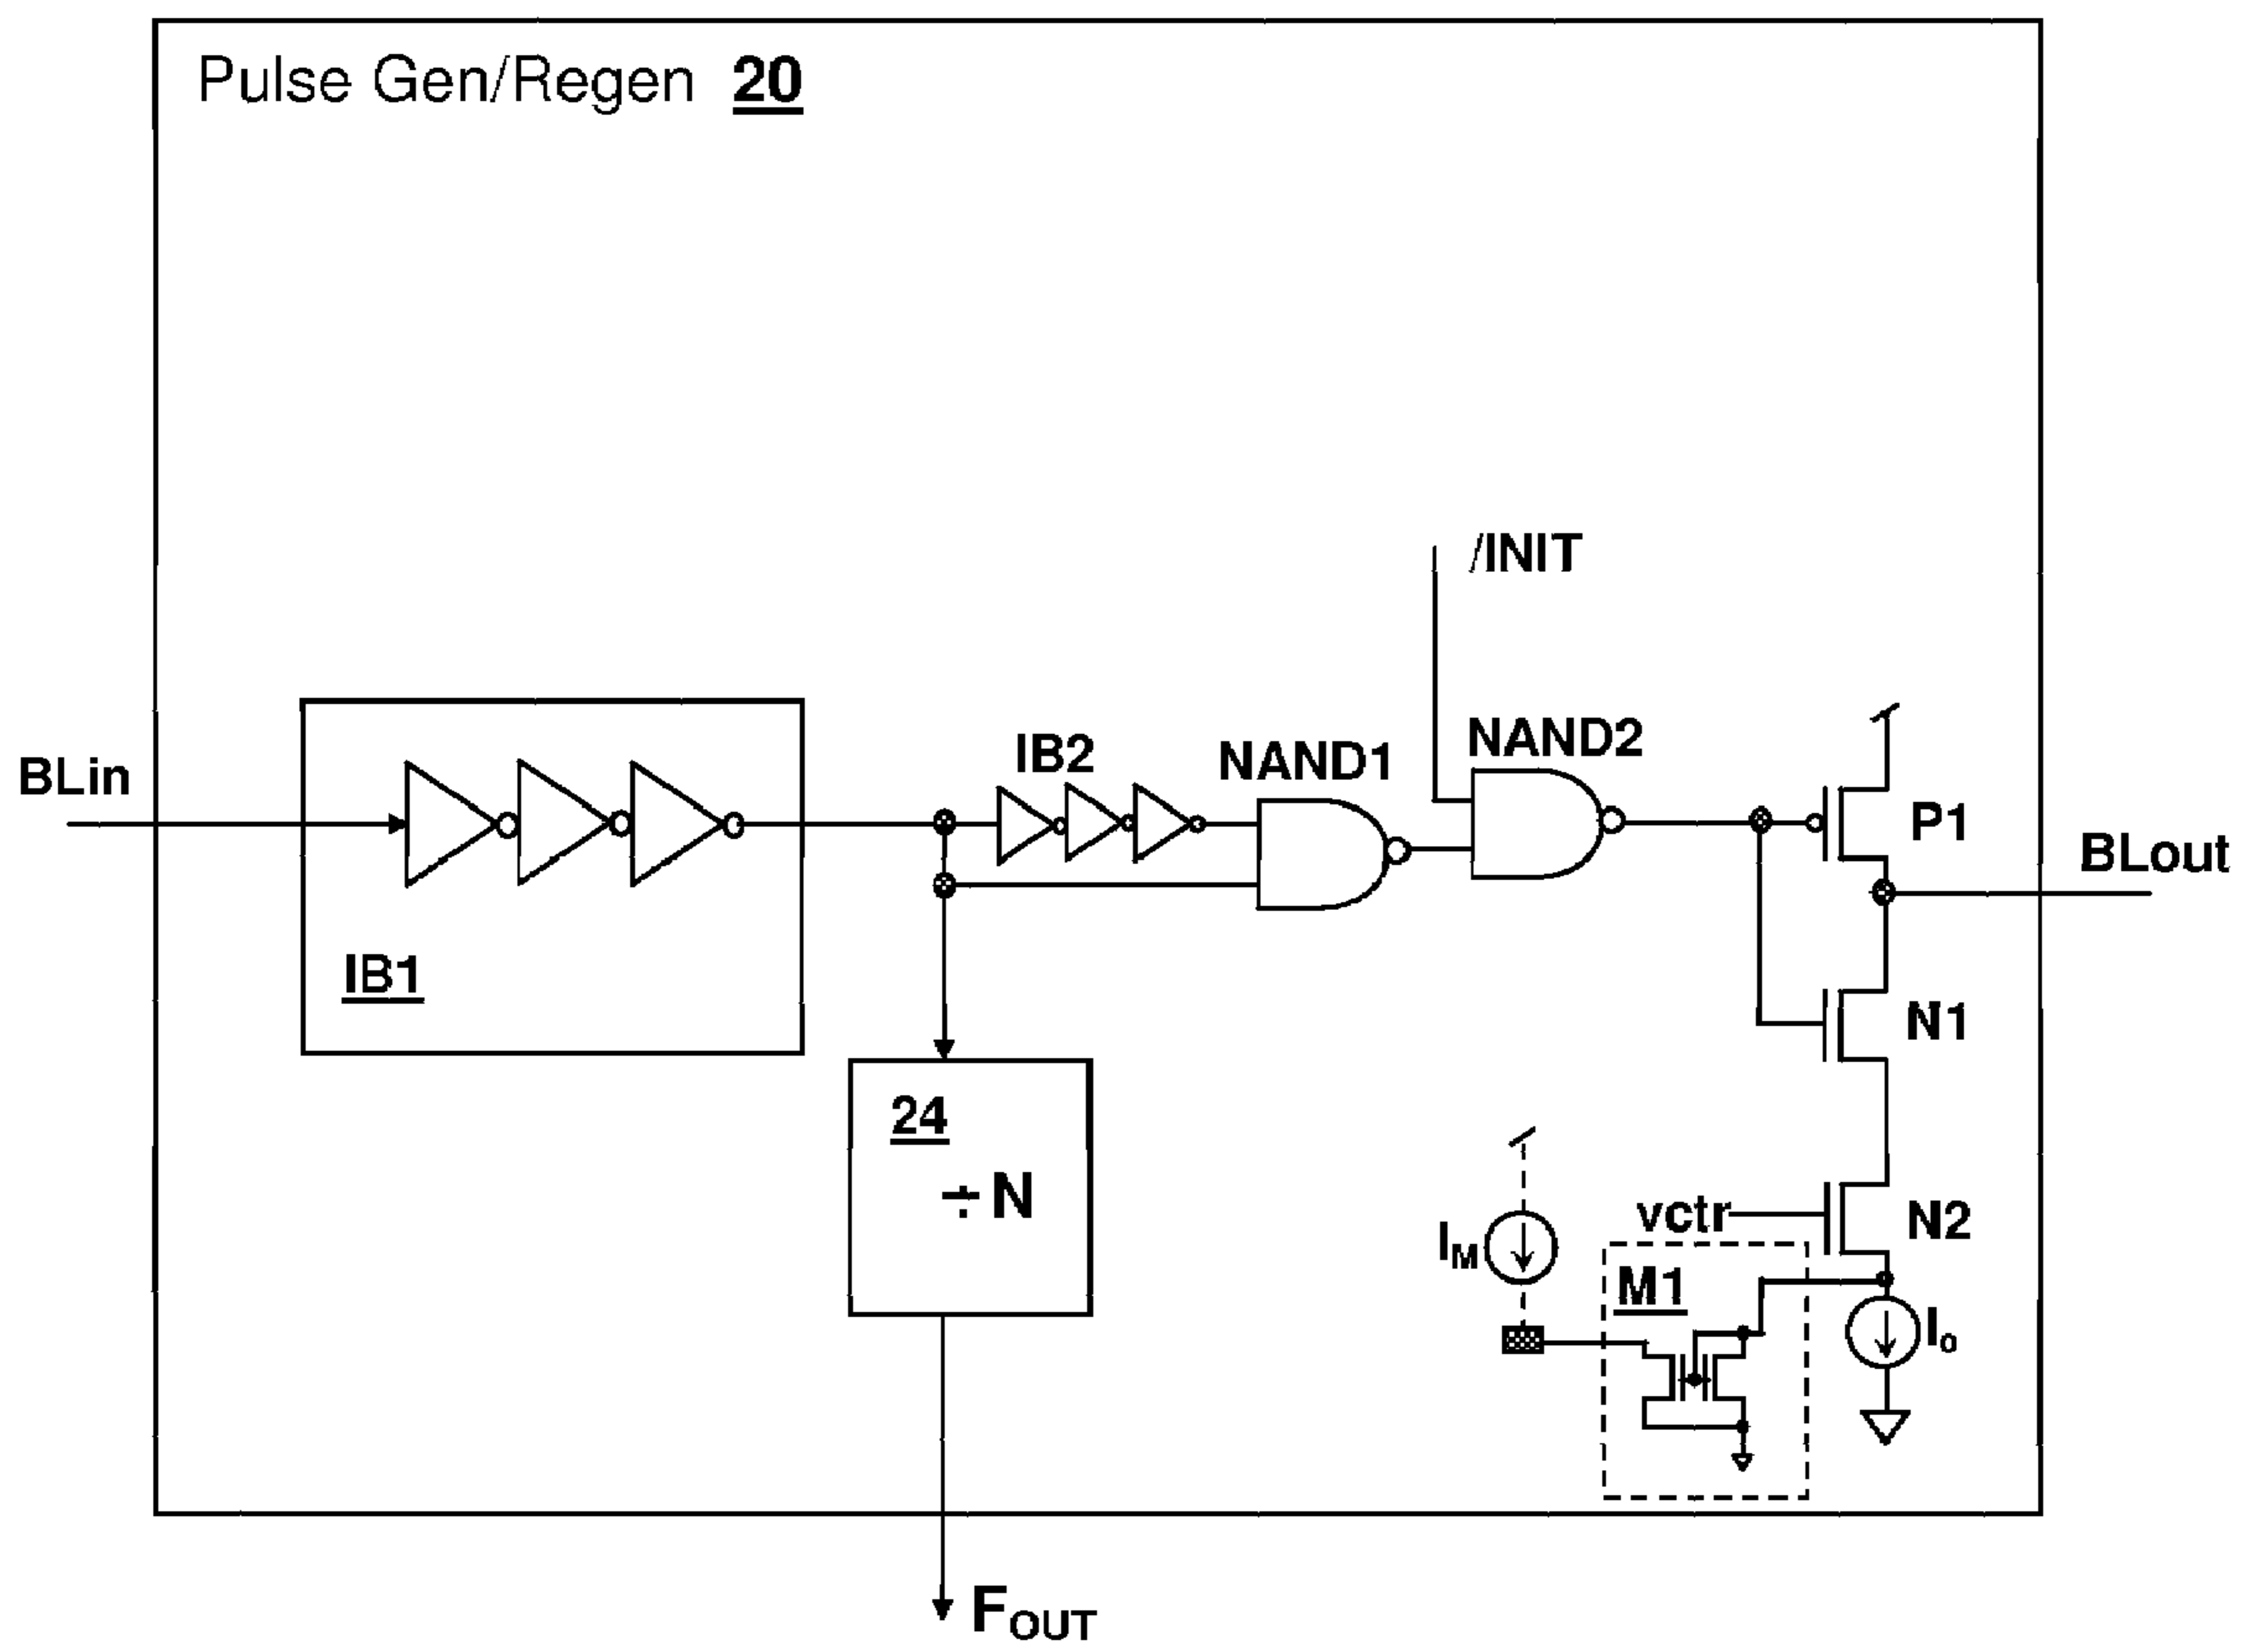 Pulse Gen/Regen 20
/INIT
NAND2
IB2
NAND1
BLin
P1
BLout
IB1
N1
24
÷N
vctr
N2
IM
M1
Io
FOUT